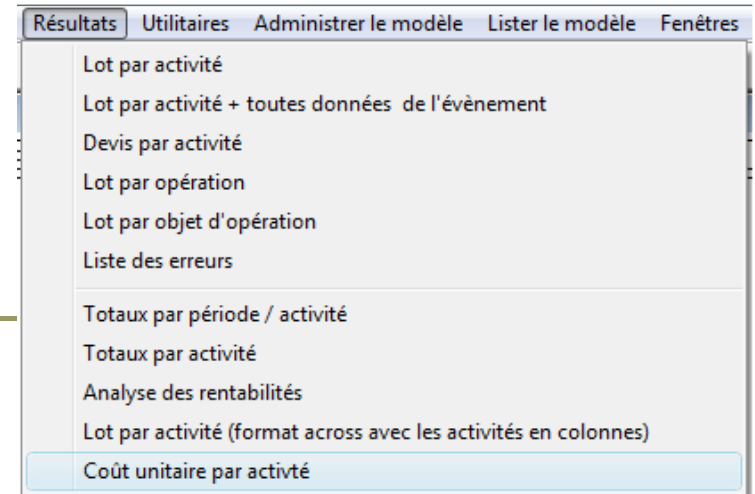 Résultats Utilitaires Administrer le modèle Lister le modèle Fenêtres
Lot par activité
Lot par activité + toutes données de l'évènement
Devis par activité
Lot par opération
Lot par objet d'opération
Liste des erreurs
Totaux par période / activité
Totaux par activité
Analyse des rentabilités
Lot par activité (format across avec les activités en colonnes)
Coût unitaire par activté